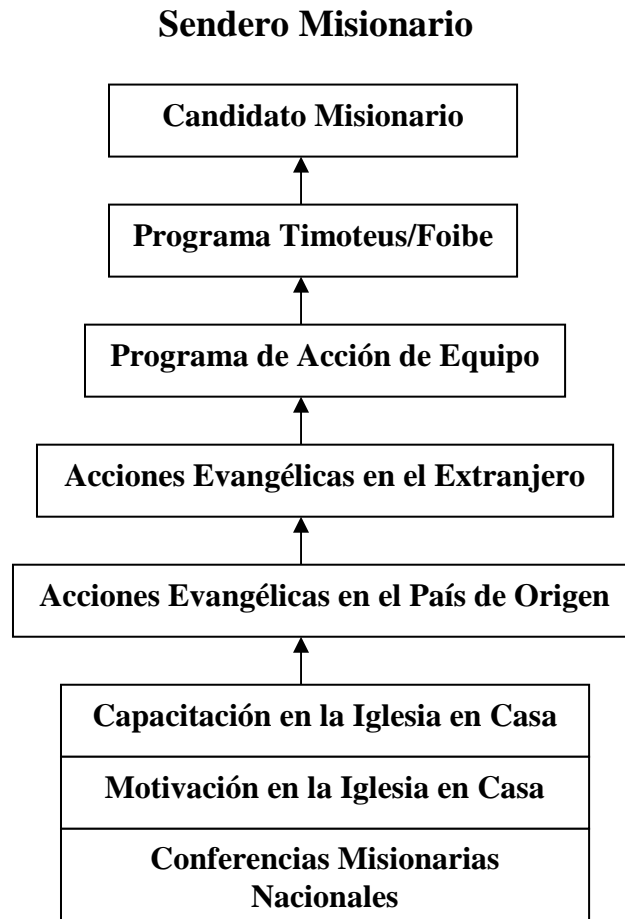 Sendero Misionario
Candidato Misionario
Programa Timoteus/Foibe
Programa de Acción de Equipo
Acciones Evangélicas en el Extranjero
Acciones Evangélicas en el País de Origen
Capacitación en la Iglesia en Casa
Motivación en la Iglesia en Casa
Conferencias Misionarias
Nacionales